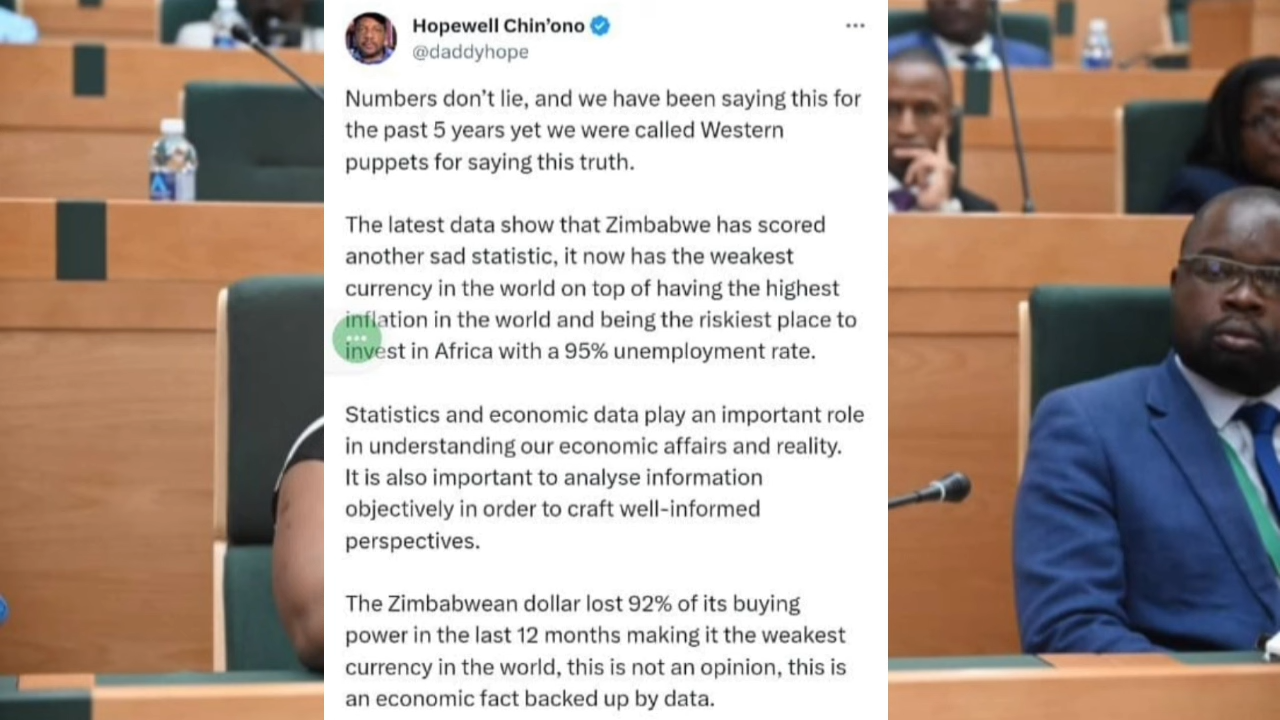 Hopewell Chin’ono
@daddyhope
Numbers don’t lie, and we have been saying this for
the past 5 years yet we were called Western
puppets for saying this truth.
The latest data show that Zimbabwe has scored
another sad statistic, it now has the weakest
currency in the world on top of having the highest
inflation in the world and being the riskiest place to
invest in Africa with a 95% unemployment rate.
Statistics and economic data play an important role
in understanding our economic affairs and reality.
It is also important to analyse information
objectively in order to craft well-informed
perspectives.
The Zimbabwean dollar lost 92% of its buying
power in the last 12 months making it the weakest
currency in the world, this is not an opinion, this is
an economic fact backed up by data.